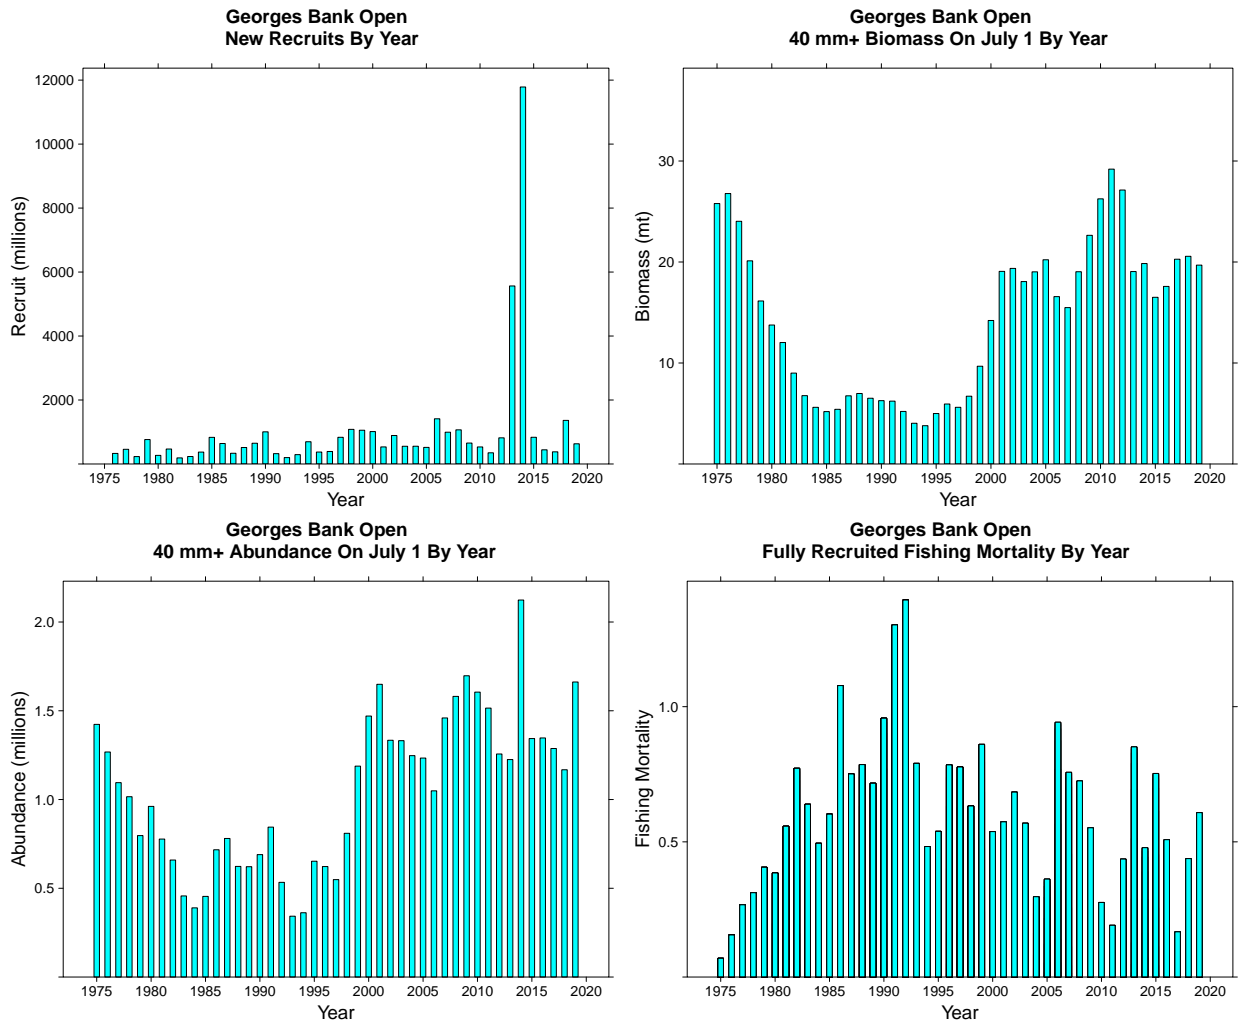 Georges Bank Open
New Recruits By Year
12000
10000
8000
6000
4000
2000
Recruit (millions)
1975 1980 1985 1990 1995 2000 2005 2010 2015 2020
Year
Georges Bank Open
40 mm+ Biomass On July 1 By Year
30
20
10
Biomass (mt)
1975 1980 1985 1990 1995 2000 2005 2010 2015 2020
Year
Georges Bank Open
40 mm+ Abundance On July 1 By Year
2.0
1.5
1.0
0.5
Abundance (millions)
1975 1980 1985 1990 1995 2000 2005 2010 2015 2020
Year
Georges Bank Open
Fully Recruited Fishing Mortality By Year
1.0
0.5
Fishing Mortality
1975 1980 1985 1990 1995 2000 2005 2010 2015 2020
Year